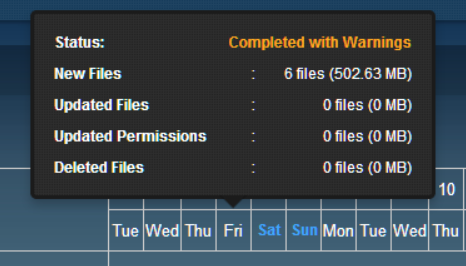 Status: Completed with Warnings
New Files : 6 files (502.63 MB)
Updated Files : 0 files (0 MB)
Updated Permissions : 0 files (0 MB)
Deleted Files : 0 files (0 MB)
10
Tue Wed Thu Fri Sat Sun Mon Tue Wed Thu